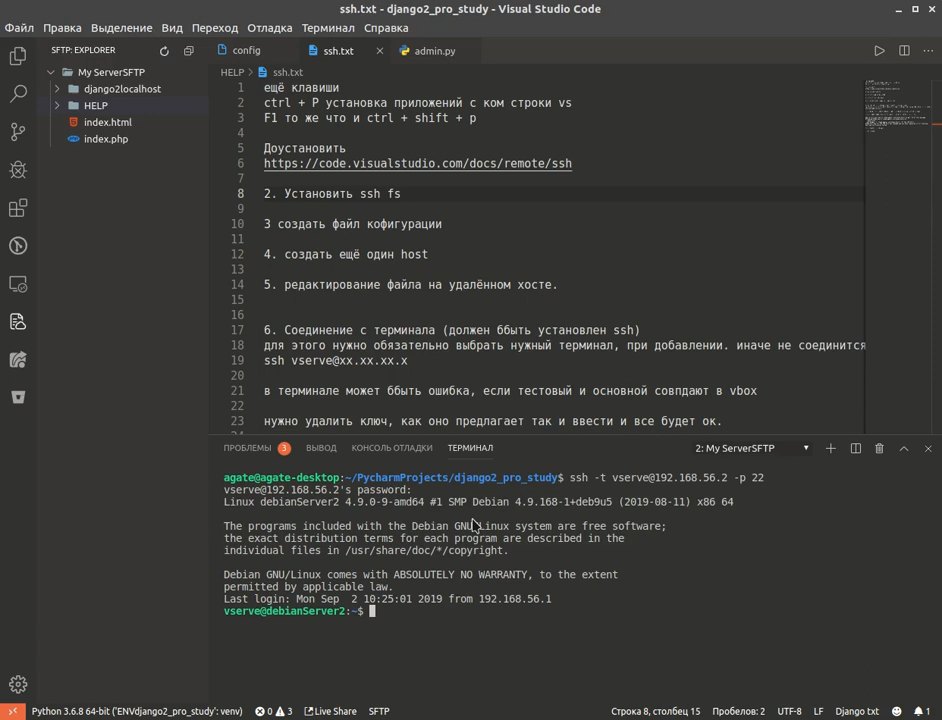 ssh.txt - django2_pro_study - Visual Studio Code
Файл Правка Выделение Вид Переход Отладка Терминал Справка
SFTP: EXPLORER
config ssh.txt admin.py
My ServerSFTP
django2localhost
HELP
index.html
index.php
HELP > ssh.txt
1 ещё клавиши
2 ctrl + P установка приложений с ком строки vs
3 F1 то же что и ctrl + shift + p
4
5 Доустановить
6 https://code.visualstudio.com/docs/remote/ssh
7
8 2. Установить ssh fs
9
10 3 создать файл кофигурации
11
12 4. создать ещё один host
13
14 5. редактирование файла на удалённом хосте.
15
16
17 6. Соединение с терминала (должен ббыть установлен ssh)
18 для этого нужно обязательно выбрать нужный терминал, при добавлении. иначе не соединится
19 ssh vserve@xx.xx.xx.x
20
21 в терминале может ббыть ошибка, если тестовый и основной совпдают в vbox
22
23 нужно удалить ключ, как оно предлагает так и ввести и все будет ок.
ПРОБЛЕМЫ 3 ВЫВОД КОНСОЛЬ ОТЛАДКИ ТЕРМИНАЛ 2: My ServerSFTP
agate@agate-desktop:~/PycharmProjects/django2_pro_study$ ssh -t vserve@192.168.56.2 -p 22
vserve@192.168.56.2's password:
Linux debianServer2 4.9.0-9-amd64 #1 SMP Debian 4.9.168-1+deb9u5 (2019-08-11) x86 64
The programs included with the Debian GNU/Linux system are free software;
the exact distribution terms for each program are described in the
individual files in /usr/share/doc/*/copyright.
Debian GNU/Linux comes with ABSOLUTELY NO WARRANTY, to the extent
permitted by applicable law.
Last login: Mon Sep 2 10:25:01 2019 from 192.168.56.1
vserve@debianServer2:~$
Python 3.6.8 64-bit ('ENVdjango2_pro_study': venv) 0 3 Live Share SFTP Строка 8, столбец 15 Пробелов: 2 UTF-8 LF Django txt 1